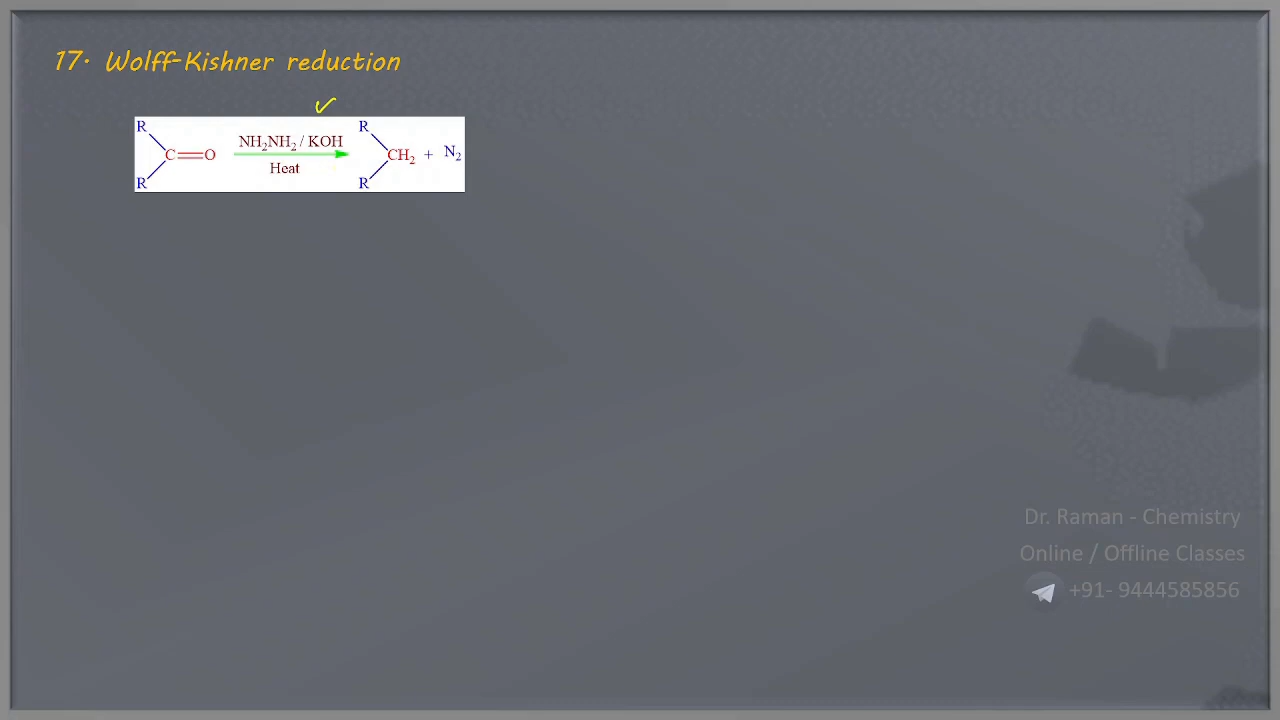 17. Wolff-Kishner reduction
R R
NH₂NH₂ / KOH
C=O CH₂ + N₂
Heat
R R
Dr. Raman - Chemistry
Online / Offline Classes
+91- 9444585856